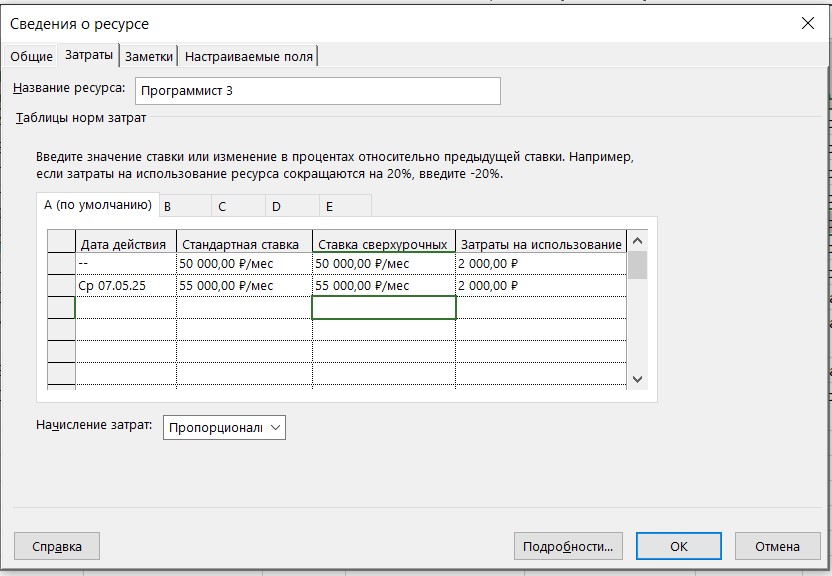 Сведения о ресурсе
Общие Затраты Заметки Настраиваемые поля
Название ресурса: Программист 3
Таблицы норм затрат
Введите значение ставки или изменение в процентах относительно предыдущей ставки. Например,
если затраты на использование ресурса сокращаются на 20%, введите -20%.
A (по умолчанию) B C D E
Дата действия Стандартная ставка Ставка сверхурочных Затраты на использование
-- 50 000,00 ₽/мес 50 000,00 ₽/мес 2 000,00 ₽
Ср 07.05.25 55 000,00 ₽/мес 55 000,00 ₽/мес 2 000,00 ₽
Начисление затрат: Пропорционалі
Справка Подробности... ОК Отмена